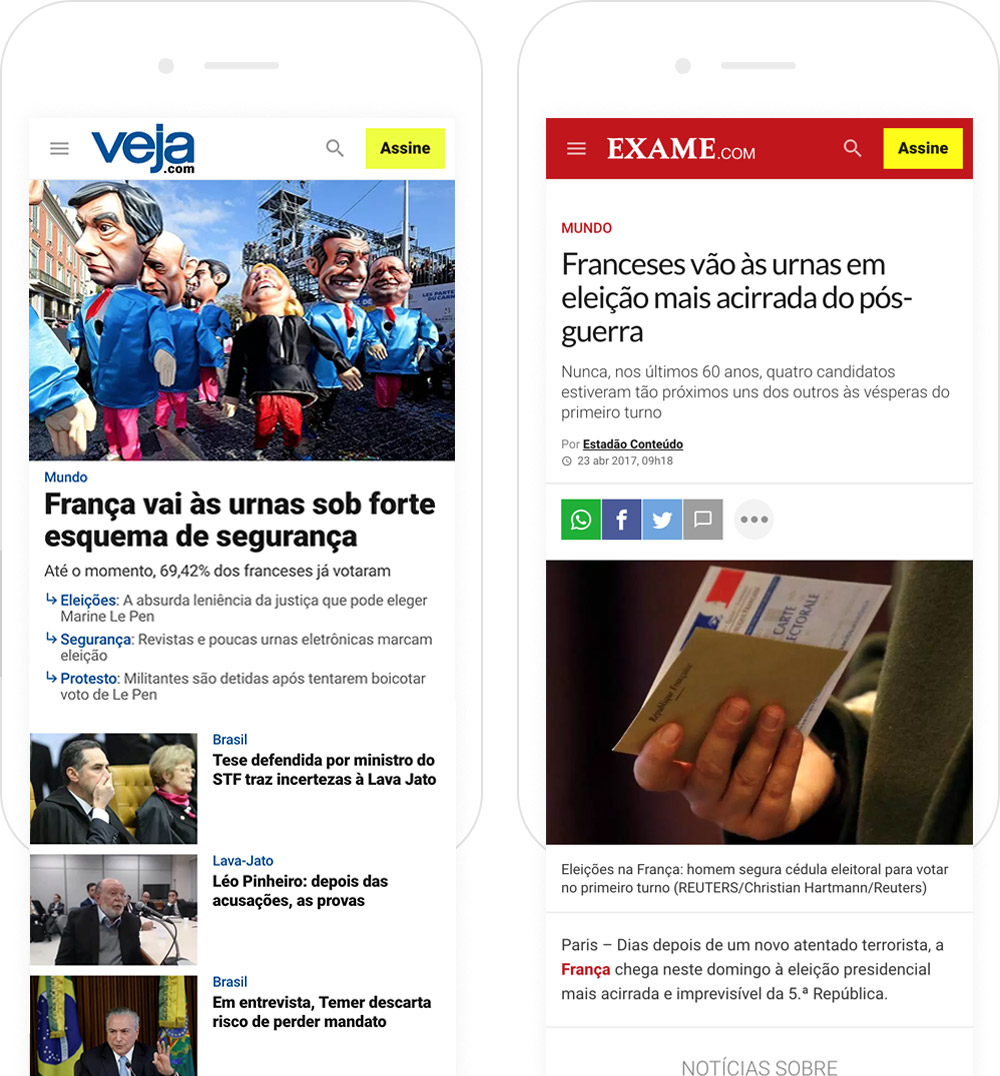 veja
.com
Assine
LES PARTE
DU CARN
Mundo
França vai às urnas sob forte
esquema de segurança
Até o momento, 69,42% dos franceses já votaram
Eleições: A absurda leniência da justiça que pode eleger
Marine Le Pen
Segurança: Revistas e poucas urnas eletrônicas marcam
eleição
Protesto: Militantes são detidas após tentarem boicotar
voto de Le Pen
Brasil
Tese defendida por ministro do
STF traz incertezas à Lava Jato
Lava-Jato
Léo Pinheiro: depois das
acusações, as provas
Brasil
Em entrevista, Temer descarta
risco de perder mandato
EXAME.COM
Assine
MUNDO
Franceses vão às urnas em
eleição mais acirrada do pós-
guerra
Nunca, nos últimos 60 anos, quatro candidatos
estiveram tão próximos uns dos outros às vésperas do
primeiro turno
Por Estadão Conteúdo
23 abr 2017, 09h18
CARTE
ECTORALE
République Française
Eleições na França: homem segura cédula eleitoral para votar
no primeiro turno (REUTERS/Christian Hartmann/Reuters)
Paris – Dias depois de um novo atentado terrorista, a
França chega neste domingo à eleição presidencial
mais acirrada e imprevisível da 5.ª República.
NOTÍCIAS SOBRE